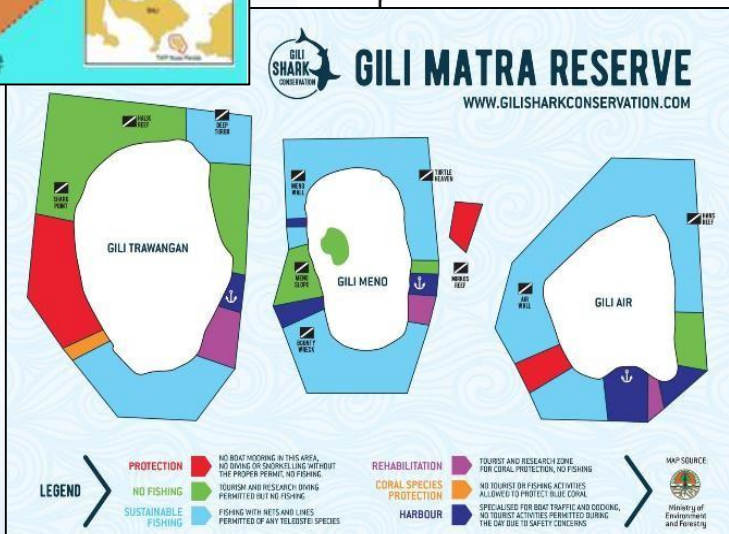 BALI
GILI
SHARK
CONSERVATION
GILI MATRA RESERVE
WWW.GILISHARKCONSERVATION.COM
HALIK
REEF
DEEP
TURBO
SHARK
POINT
GILI TRAWANGAN
MENO
WALL
TURTLE
HEAVEN
MENO
SLOPE
GILI MENO
BOUNTY
WRECK
MIRKOS
REEF
HANS
REEF
AIR
WALL
GILI AIR
LEGEND
PROTECTION
NO BOAT MOORING IN THIS AREA,
NO DIVING OR SNORKELLING WITHOUT
THE PROPER PERMIT, NO FISHING
NO FISHING
TOURISM AND RESEARCH DIVING
PERMITTED BUT NO FISHING
SUSTAINABLE
FISHING
FISHING WITH NETS AND LINES
PERMITTED OF ANY TELEOSTEI SPECIES
REHABILITATION
TOURIST AND RESEARCH ZONE
FOR CORAL PROTECTION, NO FISHING
CORAL SPECIES
PROTECTION
NO TOURIST OR FISHING ACTIVITIES
ALLOWED TO PROTECT BLUE CORAL
HARBOUR
SPECIALISED FOR BOAT TRAFFIC AND DOCKING,
NO TOURIST ACTIVITIES PERMITTED DURING
THE DAY DUE TO SAFETY CONCERNS
MAP SOURCE:
Ministry of
Environment
and Forestry